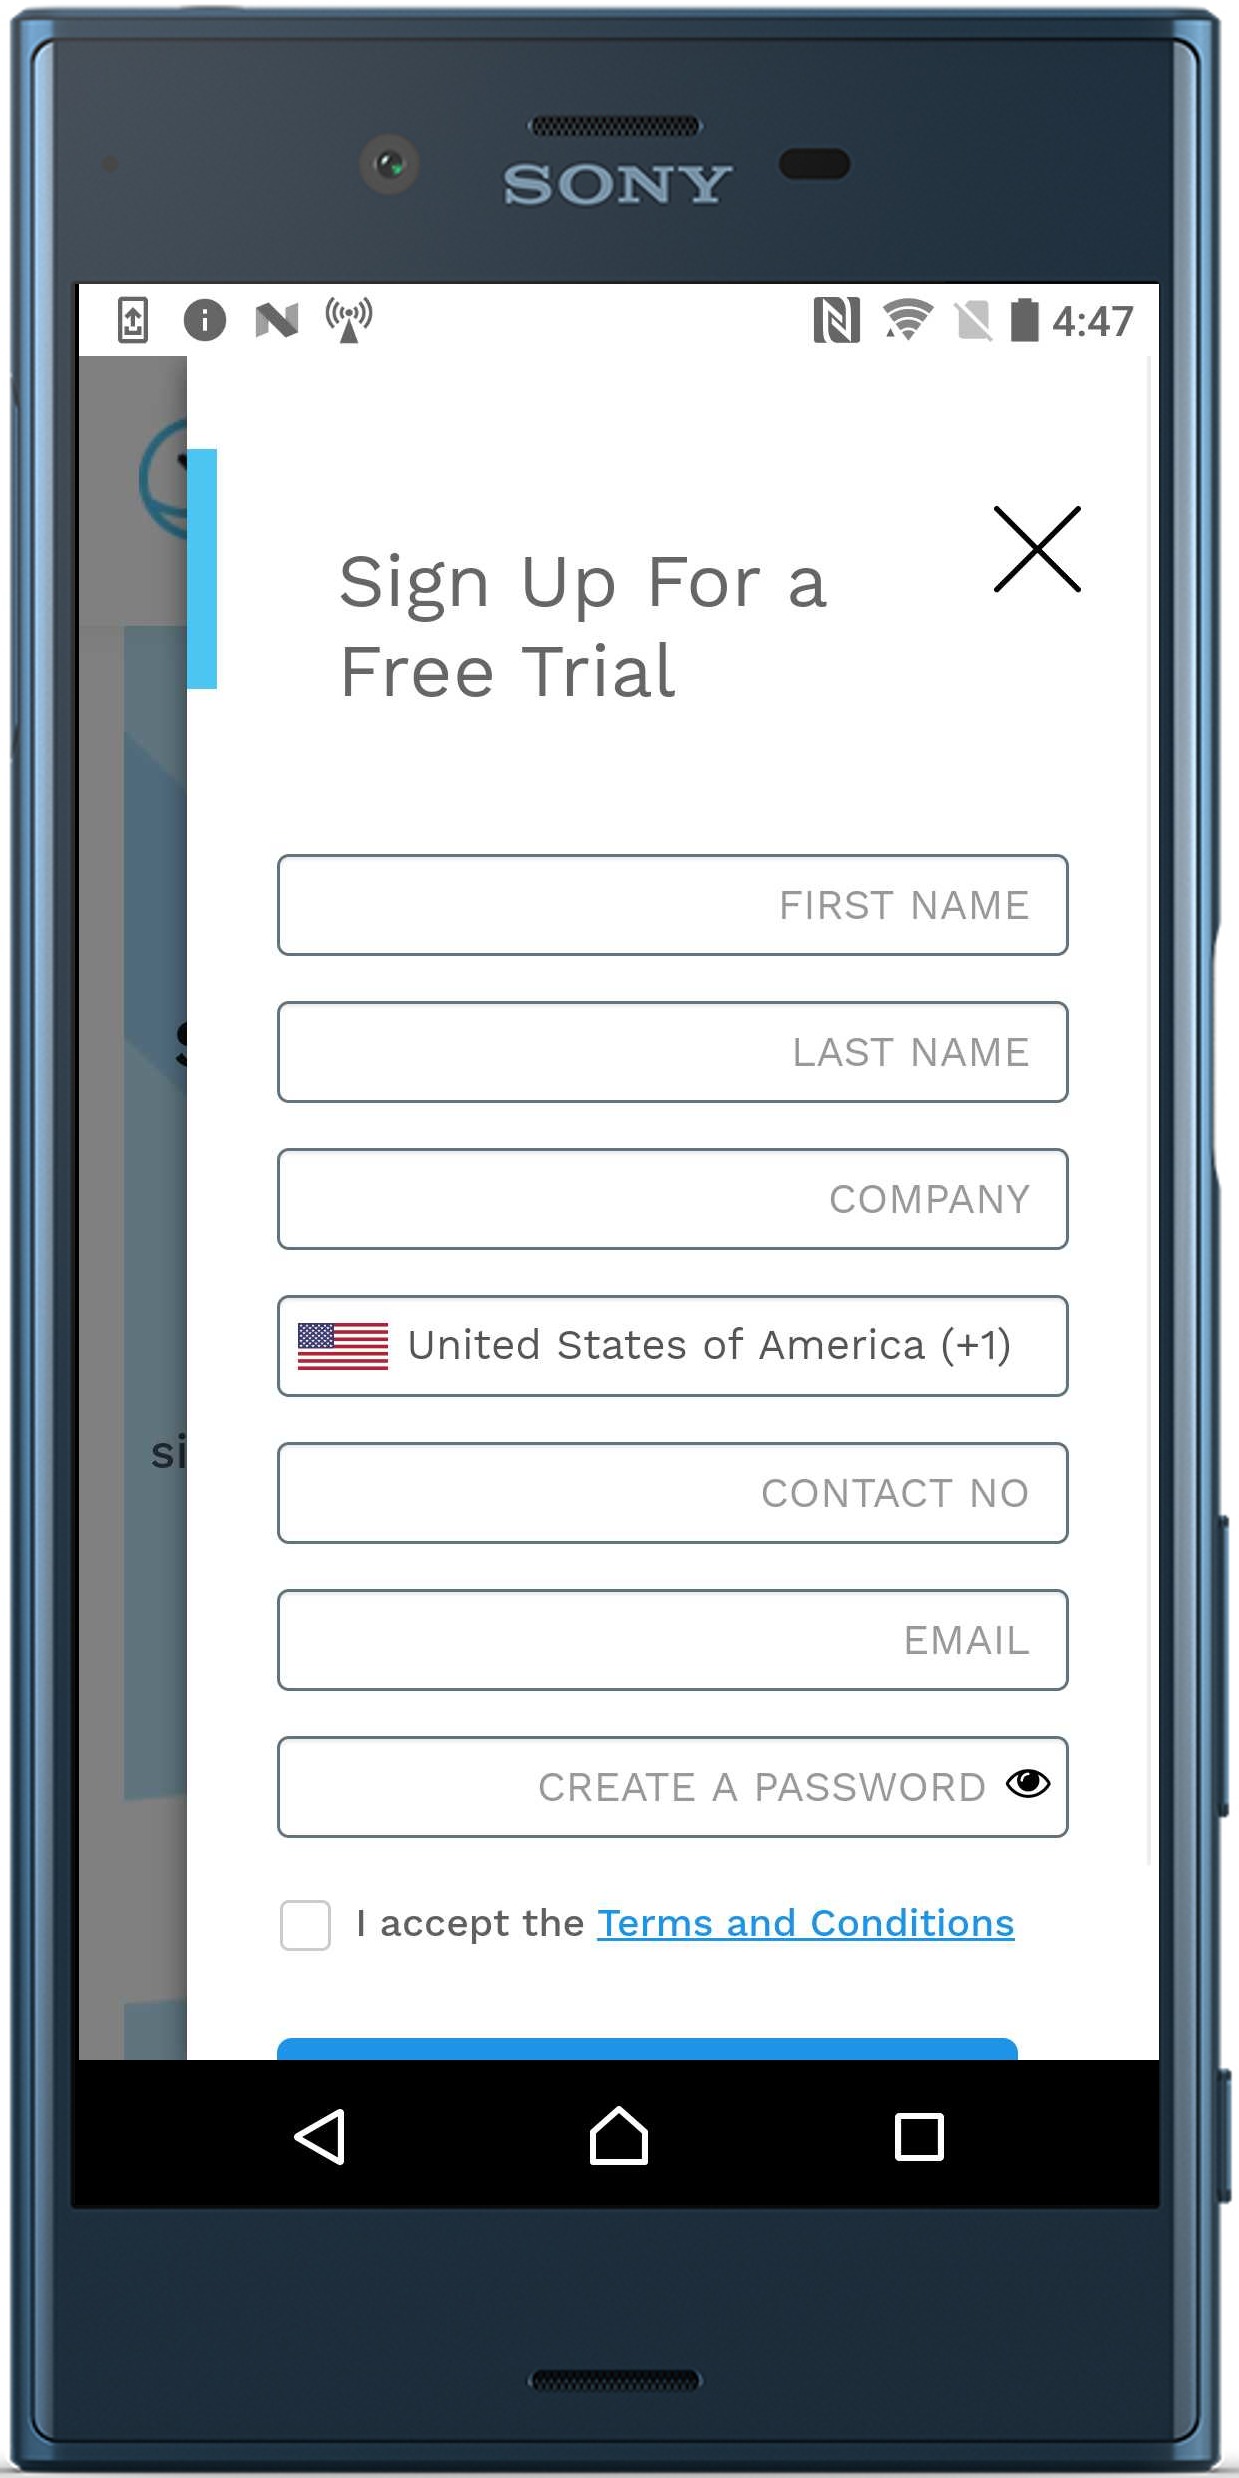 SONY
4:47
Sign Up For a
Free Trial
FIRST NAME
LAST NAME
COMPANY
United States of America (+1)
CONTACT NO
si
EMAIL
CREATE A PASSWORD
I accept the Terms and Conditions